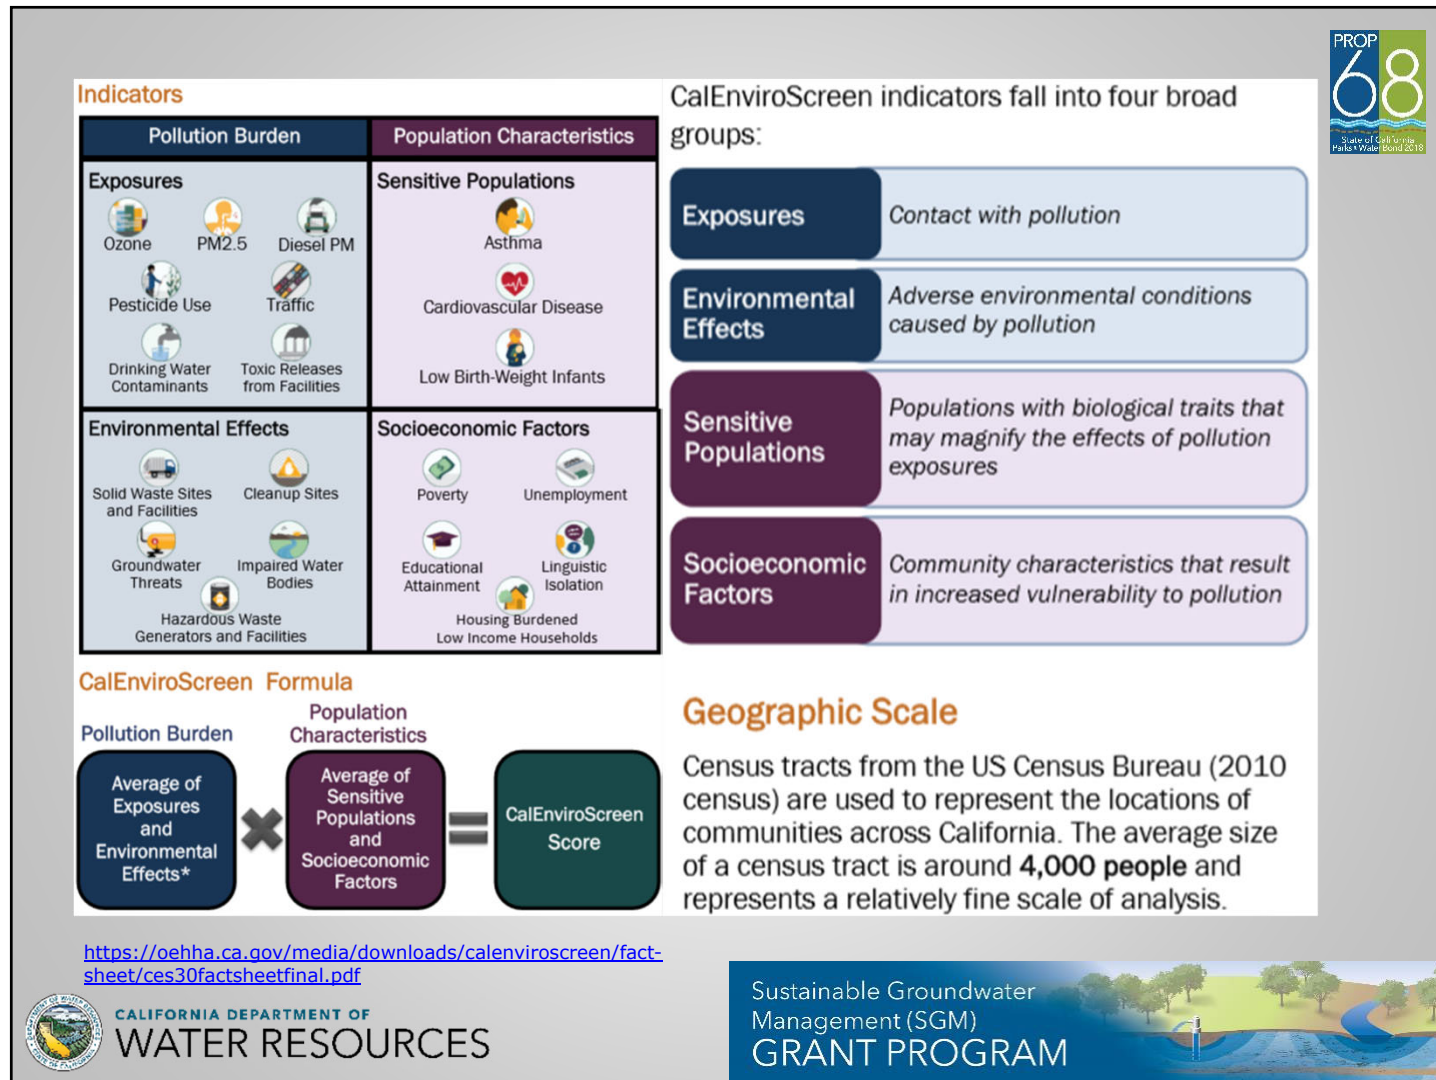 PROP
68
State of California
Parks • Water Bond 2018
Indicators
Pollution Burden
Population Characteristics
Exposures
Ozone
PM2.5
Diesel PM
Pesticide Use
Traffic
Drinking Water
Contaminants
Toxic Releases
from Facilities
Sensitive Populations
Asthma
Cardiovascular Disease
Low Birth-Weight Infants
Environmental Effects
Solid Waste Sites
and Facilities
Cleanup Sites
Groundwater
Threats
Impaired Water
Bodies
Hazardous Waste
Generators and Facilities
Socioeconomic Factors
Poverty
Unemployment
Educational
Attainment
Linguistic
Isolation
Housing Burdened
Low Income Households
CalEnviroScreen Formula
Pollution Burden
Average of
Exposures
and
Environmental
Effects*
Population
Characteristics
Average of
Sensitive
Populations
and
Socioeconomic
Factors
CalEnviroScreen
Score
CalEnviroScreen indicators fall into four broad
groups:
Exposures
Contact with pollution
Environmental
Effects
Adverse environmental conditions
caused by pollution
Sensitive
Populations
Populations with biological traits that
may magnify the effects of pollution
exposures
Socioeconomic
Factors
Community characteristics that result
in increased vulnerability to pollution
Geographic Scale
Census tracts from the US Census Bureau (2010
census) are used to represent the locations of
communities across California. The average size
of a census tract is around 4,000 people and
represents a relatively fine scale of analysis.
https://oehha.ca.gov/media/downloads/calenviroscreen/fact-
sheet/ces30factsheetfinal.pdf
CALIFORNIA DEPARTMENT OF
WATER RESOURCES
Sustainable Groundwater
Management (SGM)
GRANT PROGRAM